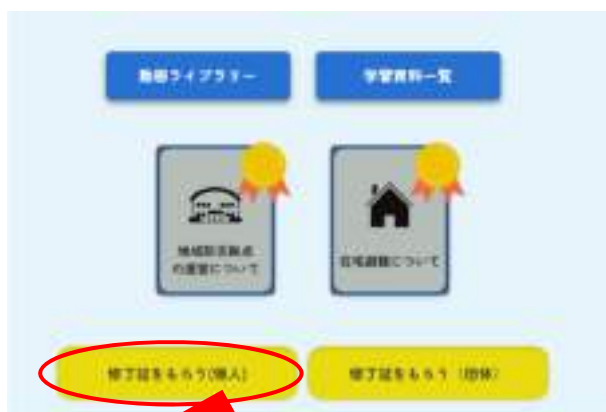 動画ライブラリー
学習資料一覧
地域防災拠点
の運営について
在宅避難について
修了証をもらう(個人)
修了証をもらう(団体)